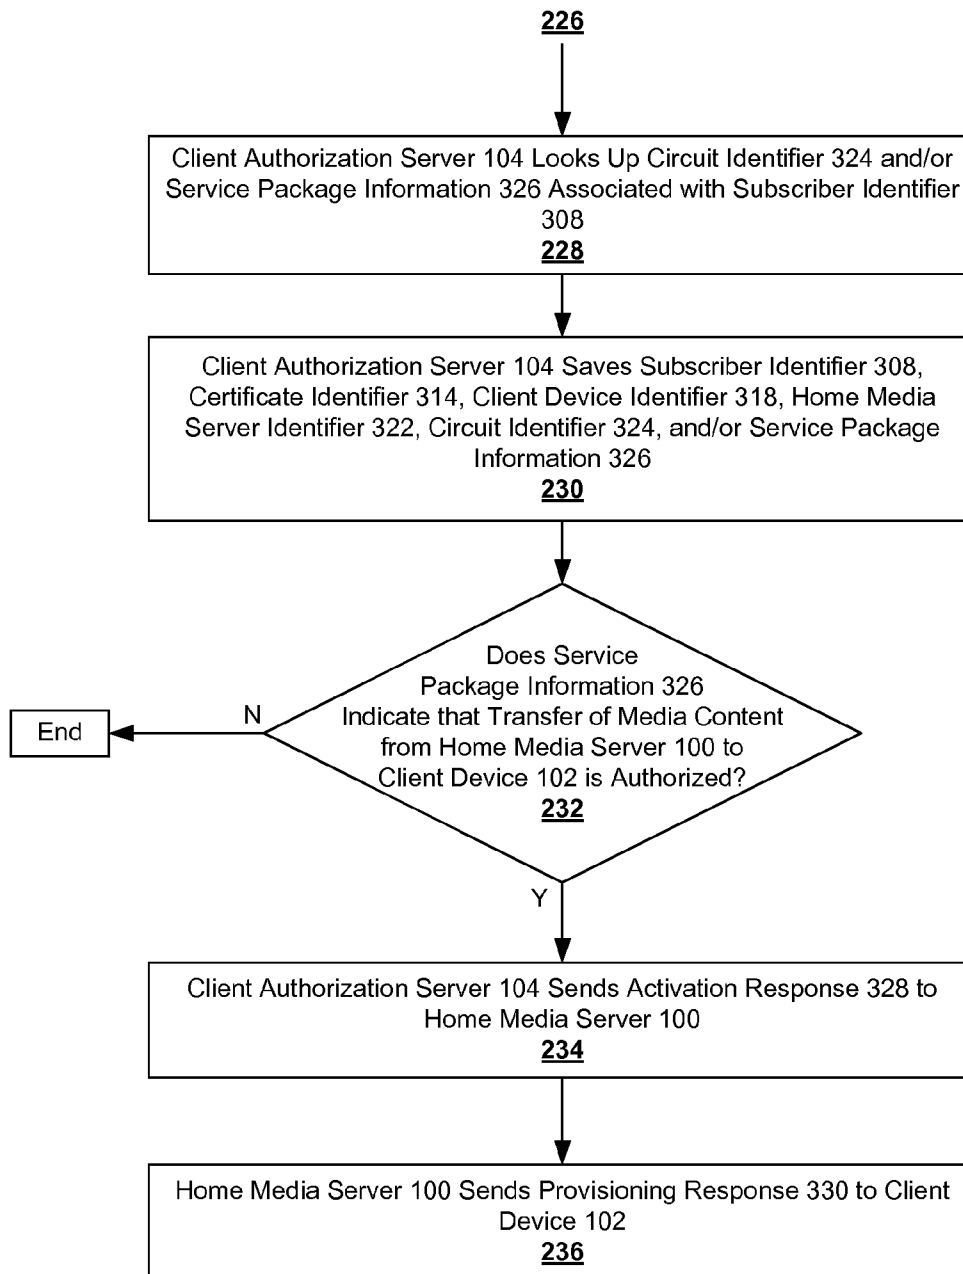 226
Client Authorization Server 104 Looks Up Circuit Identifier 324 and/or
Service Package Information 326 Associated with Subscriber Identifier
308
228
Client Authorization Server 104 Saves Subscriber Identifier 308,
Certificate Identifier 314, Client Device Identifier 318, Home Media
Server Identifier 322, Circuit Identifier 324, and/or Service Package
Information 326
230
Does Service
Package Information 326
Indicate that Transfer of Media Content
from Home Media Server 100 to
Client Device 102 is Authorized?
232
N
End
Y
Client Authorization Server 104 Sends Activation Response 328 to
Home Media Server 100
234
Home Media Server 100 Sends Provisioning Response 330 to Client
Device 102
236